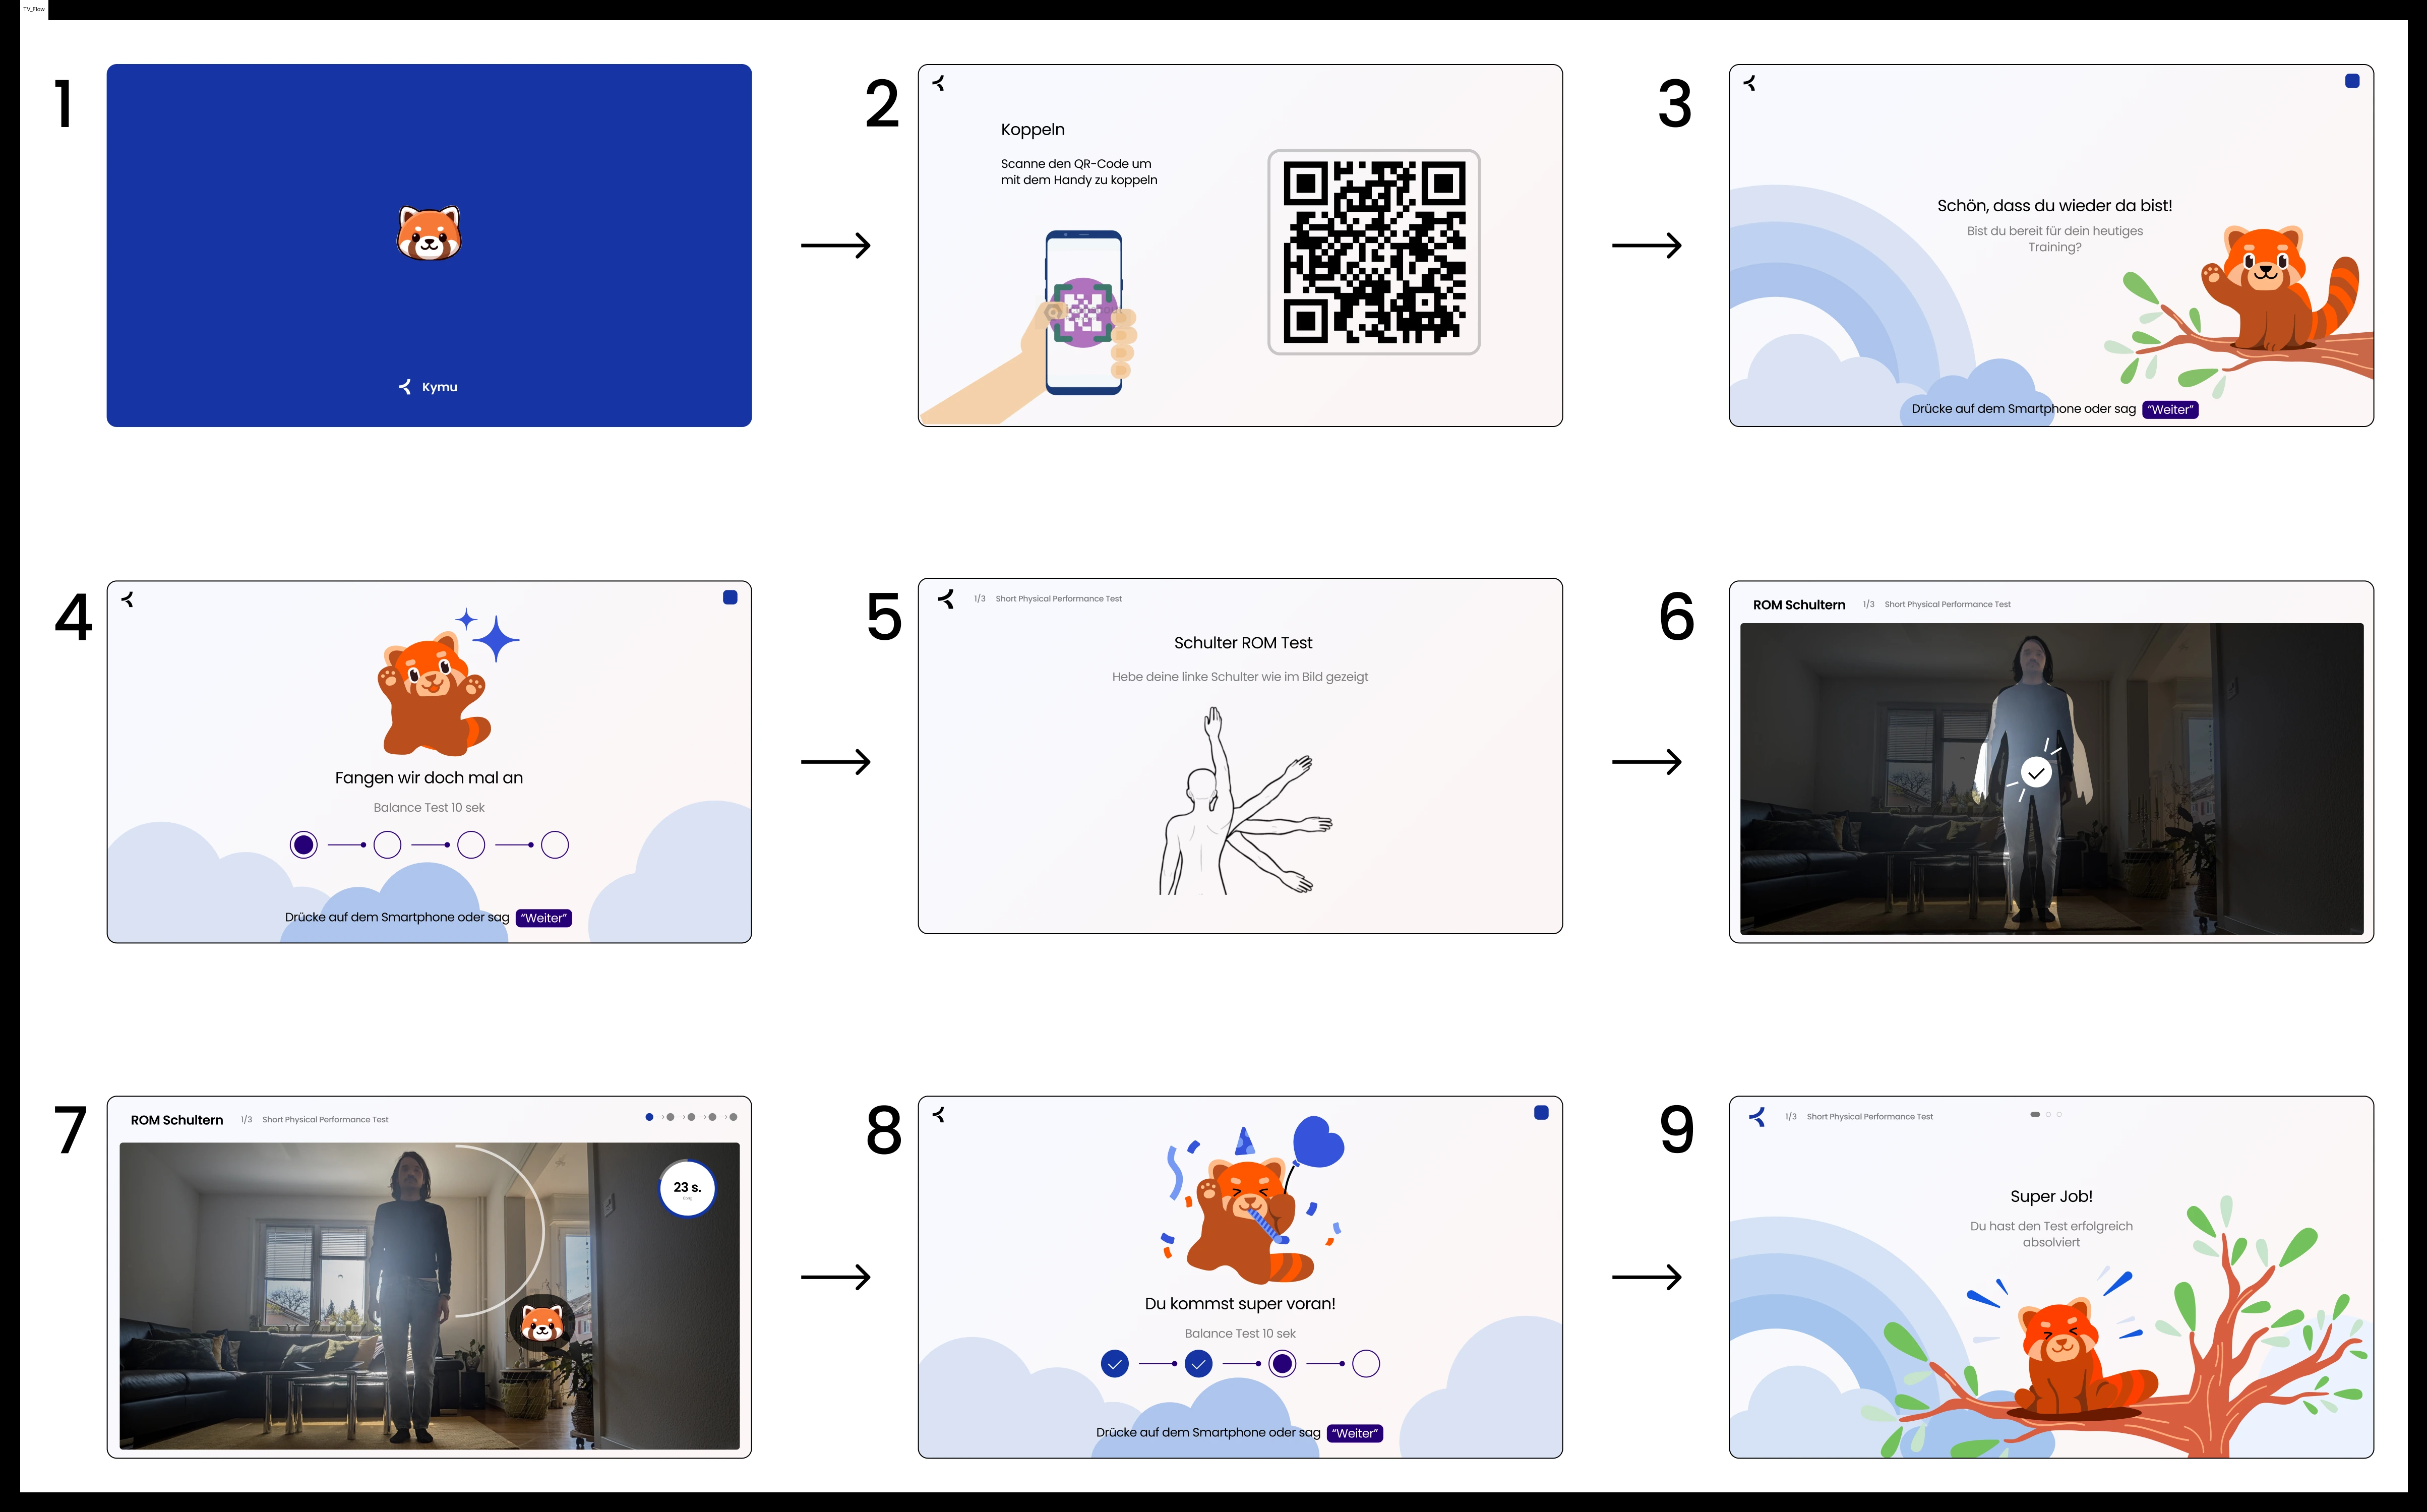 TV_Flow
1
Kymu
2
Koppeln
Scanne den QR-Code um
mit dem Handy zu koppeln
3
Schön, dass du wieder da bist!
Bist du bereit für dein heutiges
Training?
Drücke auf dem Smartphone oder sag "Weiter"
4
Fangen wir doch mal an
Balance Test 10 sek
Drücke auf dem Smartphone oder sag "Weiter"
5
1/3 Short Physical Performance Test
Schulter ROM Test
Hebe deine linke Schulter wie im Bild gezeigt
6
ROM Schultern 1/3 Short Physical Performance Test
7
ROM Schultern 1/3 Short Physical Performance Test
23 s.
8
Du kommst super voran!
Balance Test 10 sek
Drücke auf dem Smartphone oder sag "Weiter"
9
1/3 Short Physical Performance Test
Super Job!
Du hast den Test erfolgreich
absolviert